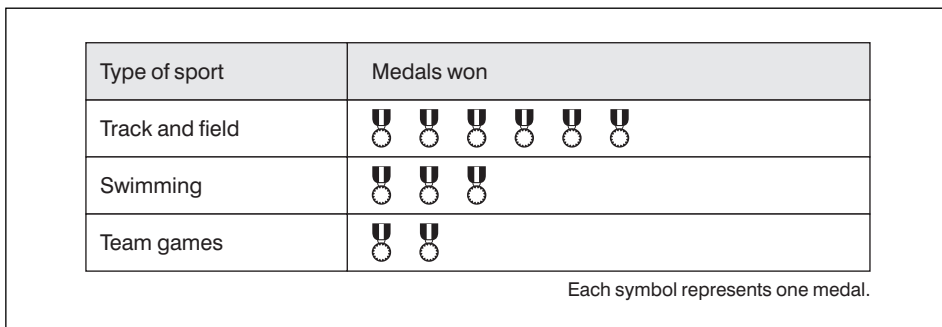 Type of sport Medals won
Track and field
Swimming
Team games
Each symbol represents one medal.